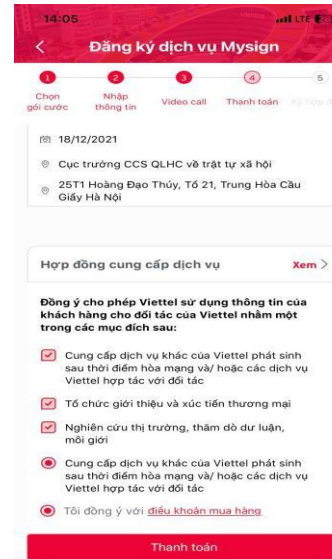 14:05
LTE
Đăng ký dịch vụ Mysign
1
2
3
4
5
Chọn
gói cước
Nhập
thông tin
Video call
Thanh toán
18/12/2021
Cục trưởng CCS QLHC về trật tự xã hội
25T1 Hoàng Đạo Thúy, Tổ 21, Trung Hòa Cầu
Giấy Hà Nội
Hợp đồng cung cấp dịch vụ
Xem >
Đồng ý cho phép Viettel sử dụng thông tin của
khách hàng cho đối tác của Viettel nhằm một
trong các mục đích sau:
Cung cấp dịch vụ khác của Viettel phát sinh
sau thời điểm hòa mạng và/ hoặc các dịch vụ
Viettel hợp tác với đối tác
Tổ chức giới thiệu và xúc tiến thương mại
Nghiên cứu thị trường, thăm dò dư luận,
môi giới
Cung cấp dịch vụ khác của Viettel phát sinh
sau thời điểm hòa mạng và/ hoặc các dịch vụ
Viettel hợp tác với đối tác
Tôi đồng ý với điều khoản mua hàng
Thanh toán